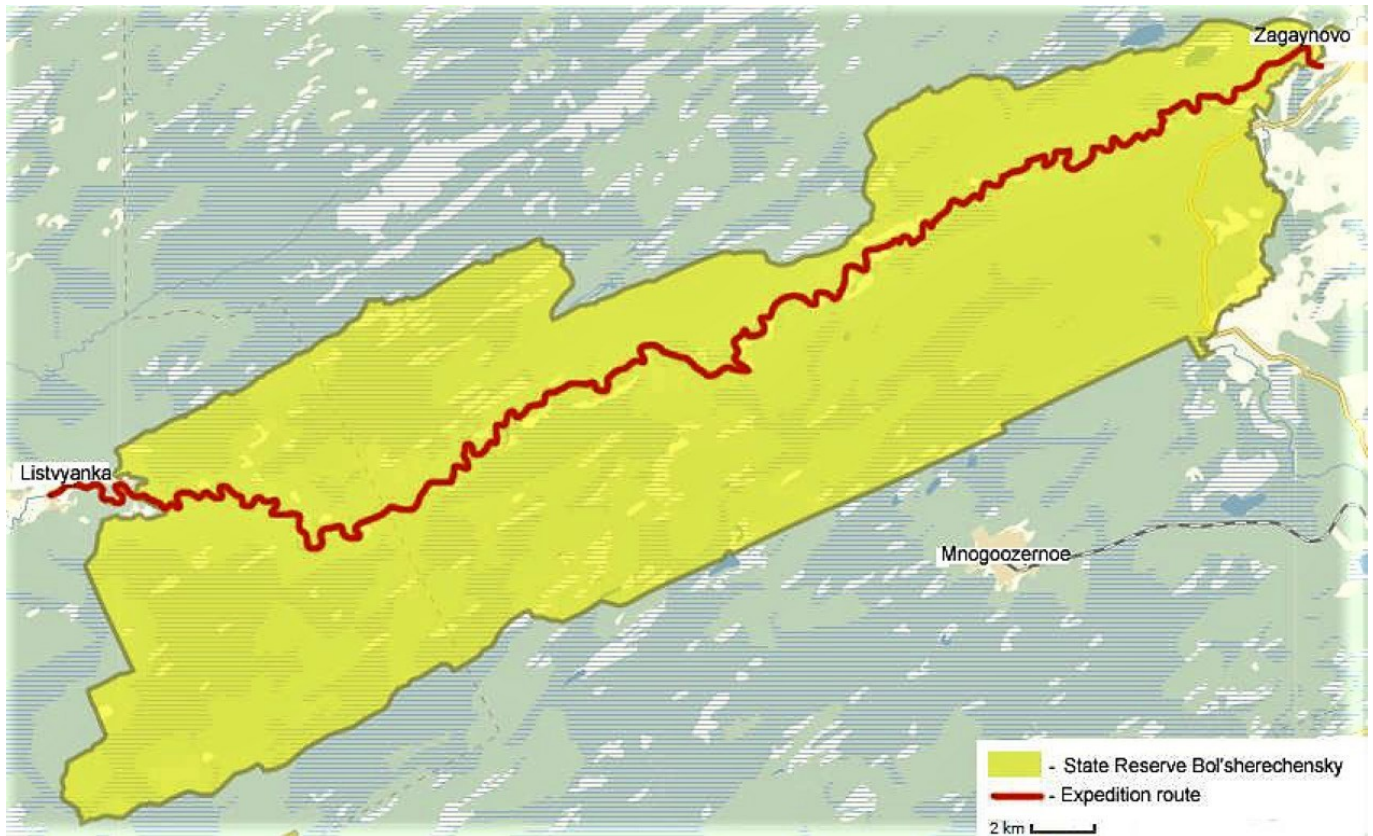 Zagaynovo
Listvyanka
Mnogoozernoe
- State Reserve Bol'sherechensky
- Expedition route
2 km